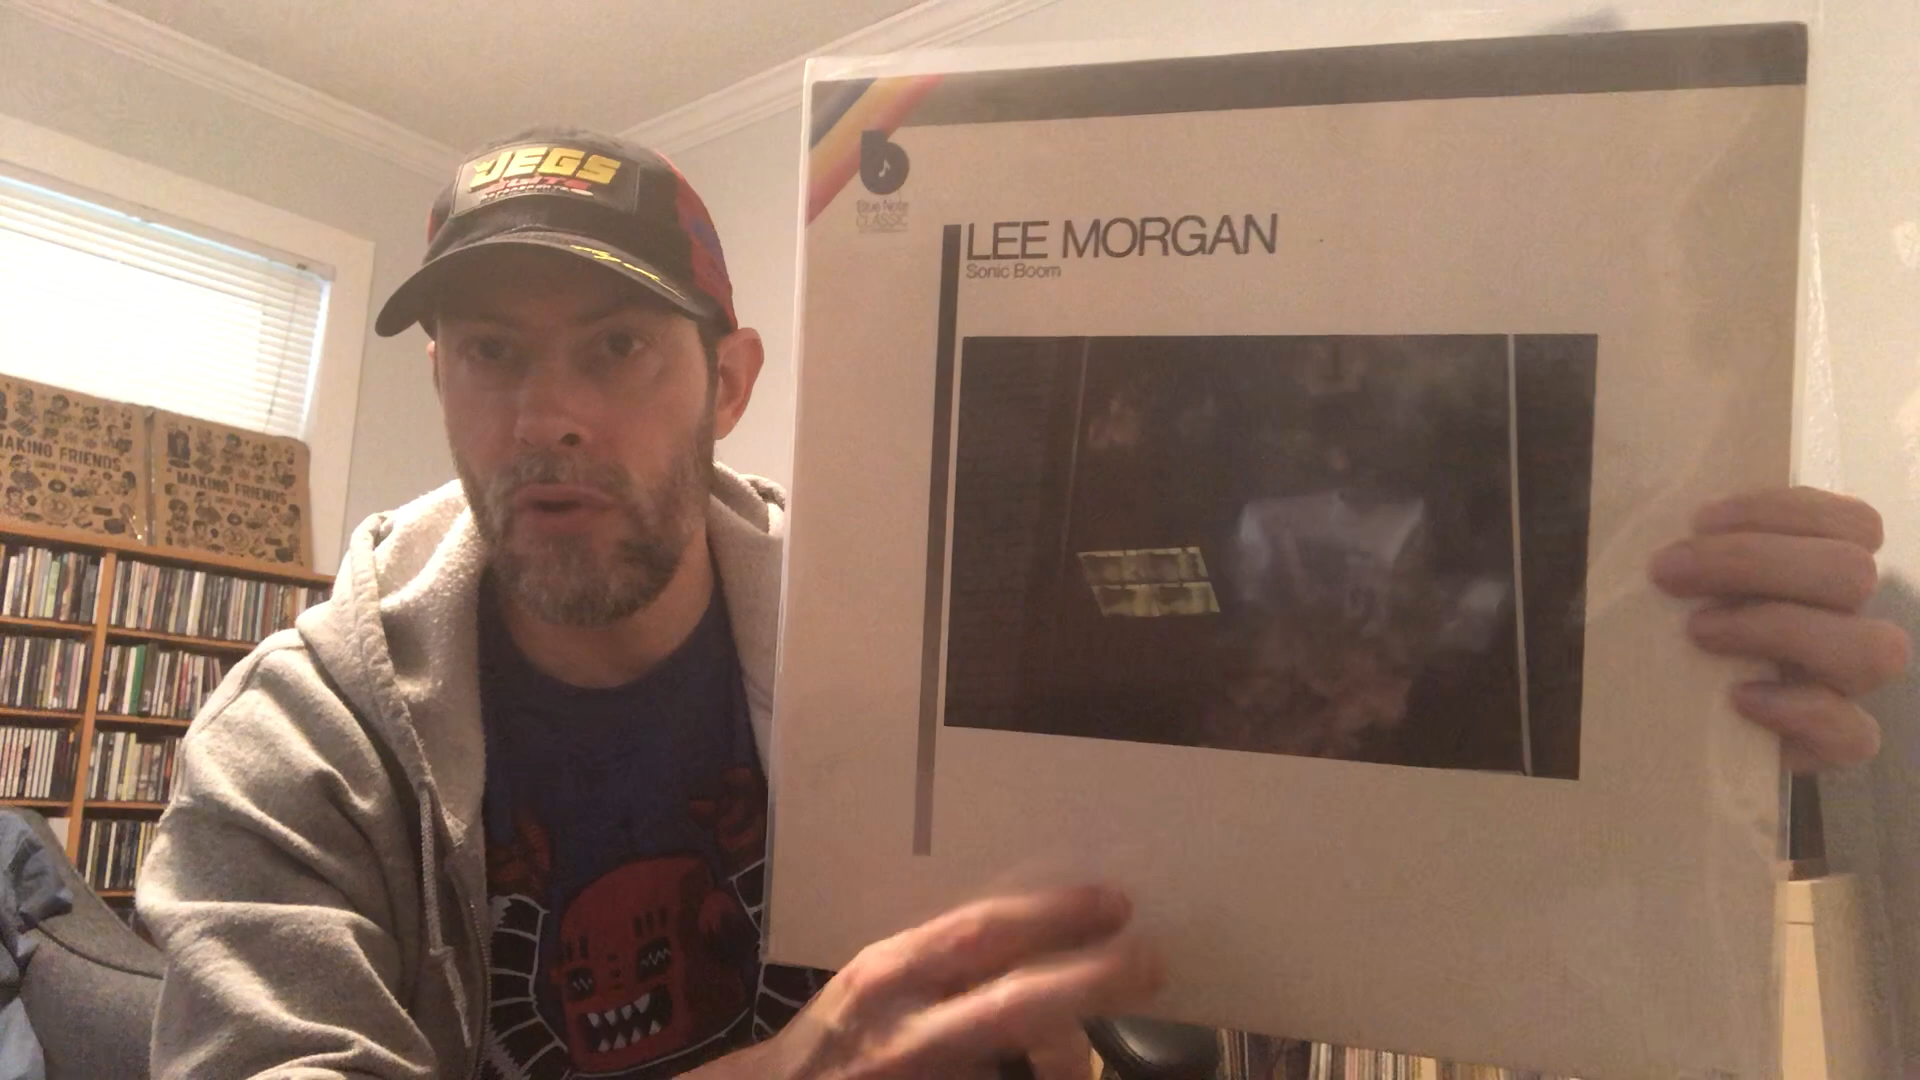 JEGS
Blue Note
CLASSIC
LEE MORGAN
Sonic Boom
MAKING FRIENDS
MAKING FRIENDS